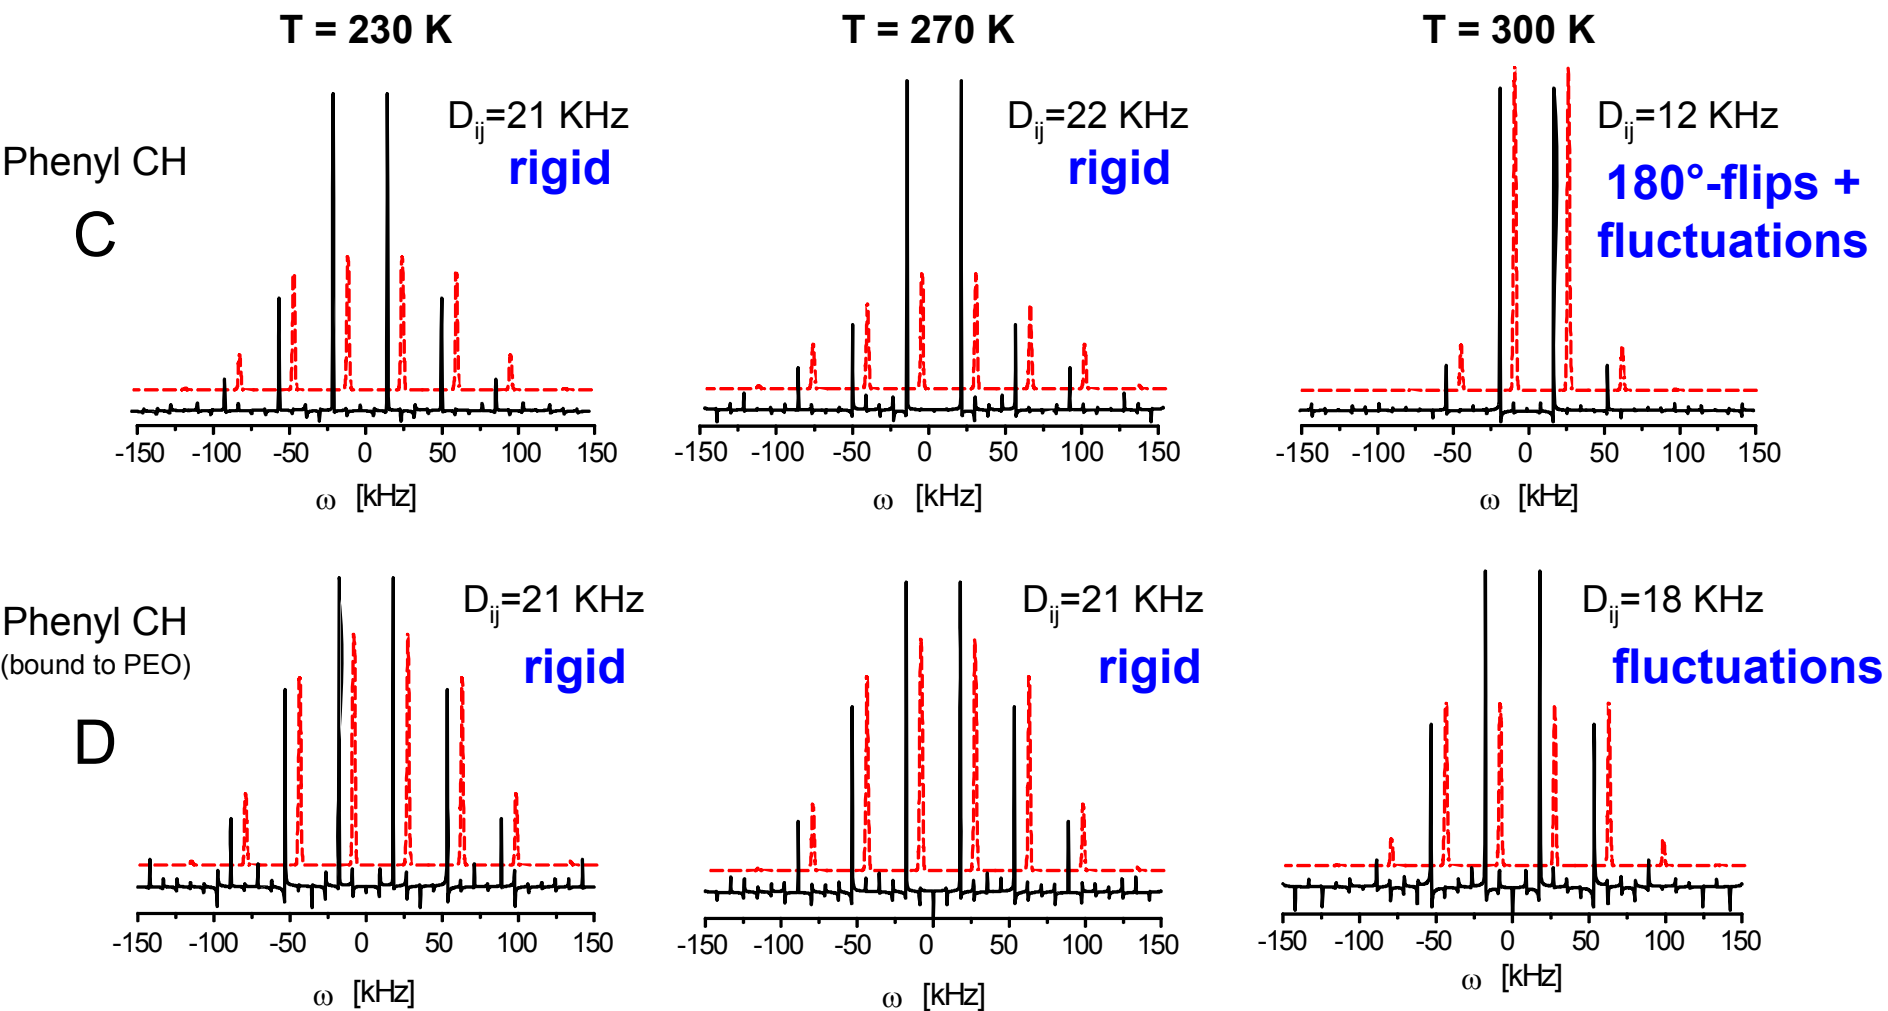 T = 230 K
T = 270 K
T = 300 K
Phenyl CH
C
Dij=21 KHz
rigid
-150 -100 -50 0 50 100 150
ω [kHz]
Dij=22 KHz
rigid
-150 -100 -50 0 50 100 150
ω [kHz]
Dij=12 KHz
180°-flips +
fluctuations
-150 -100 -50 0 50 100 150
ω [kHz]
Phenyl CH
(bound to PEO)
D
Dij=21 KHz
rigid
-150 -100 -50 0 50 100 150
ω [kHz]
Dij=21 KHz
rigid
-150 -100 -50 0 50 100 150
ω [kHz]
Dij=18 KHz
fluctuations
-150 -100 -50 0 50 100 150
ω [kHz]